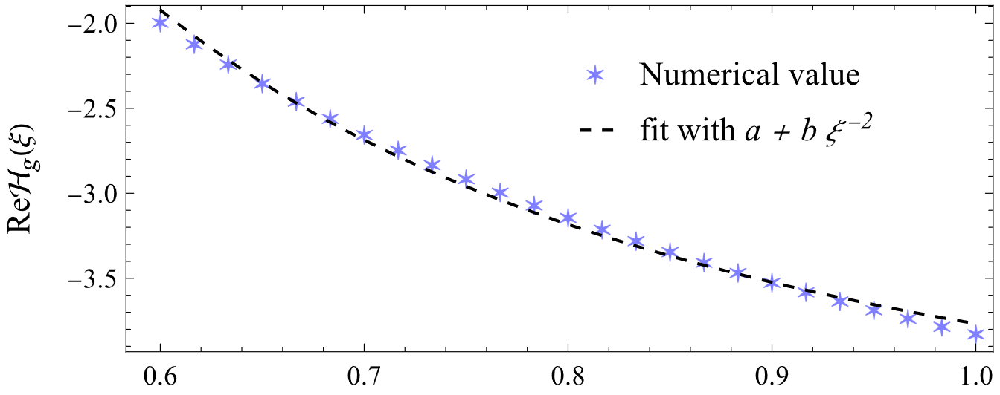 −2.0
−2.5
−3.0
−3.5
Reℋg(ξ)
Numerical value
fit with a + b ξ⁻²
0.6 0.7 0.8 0.9 1.0